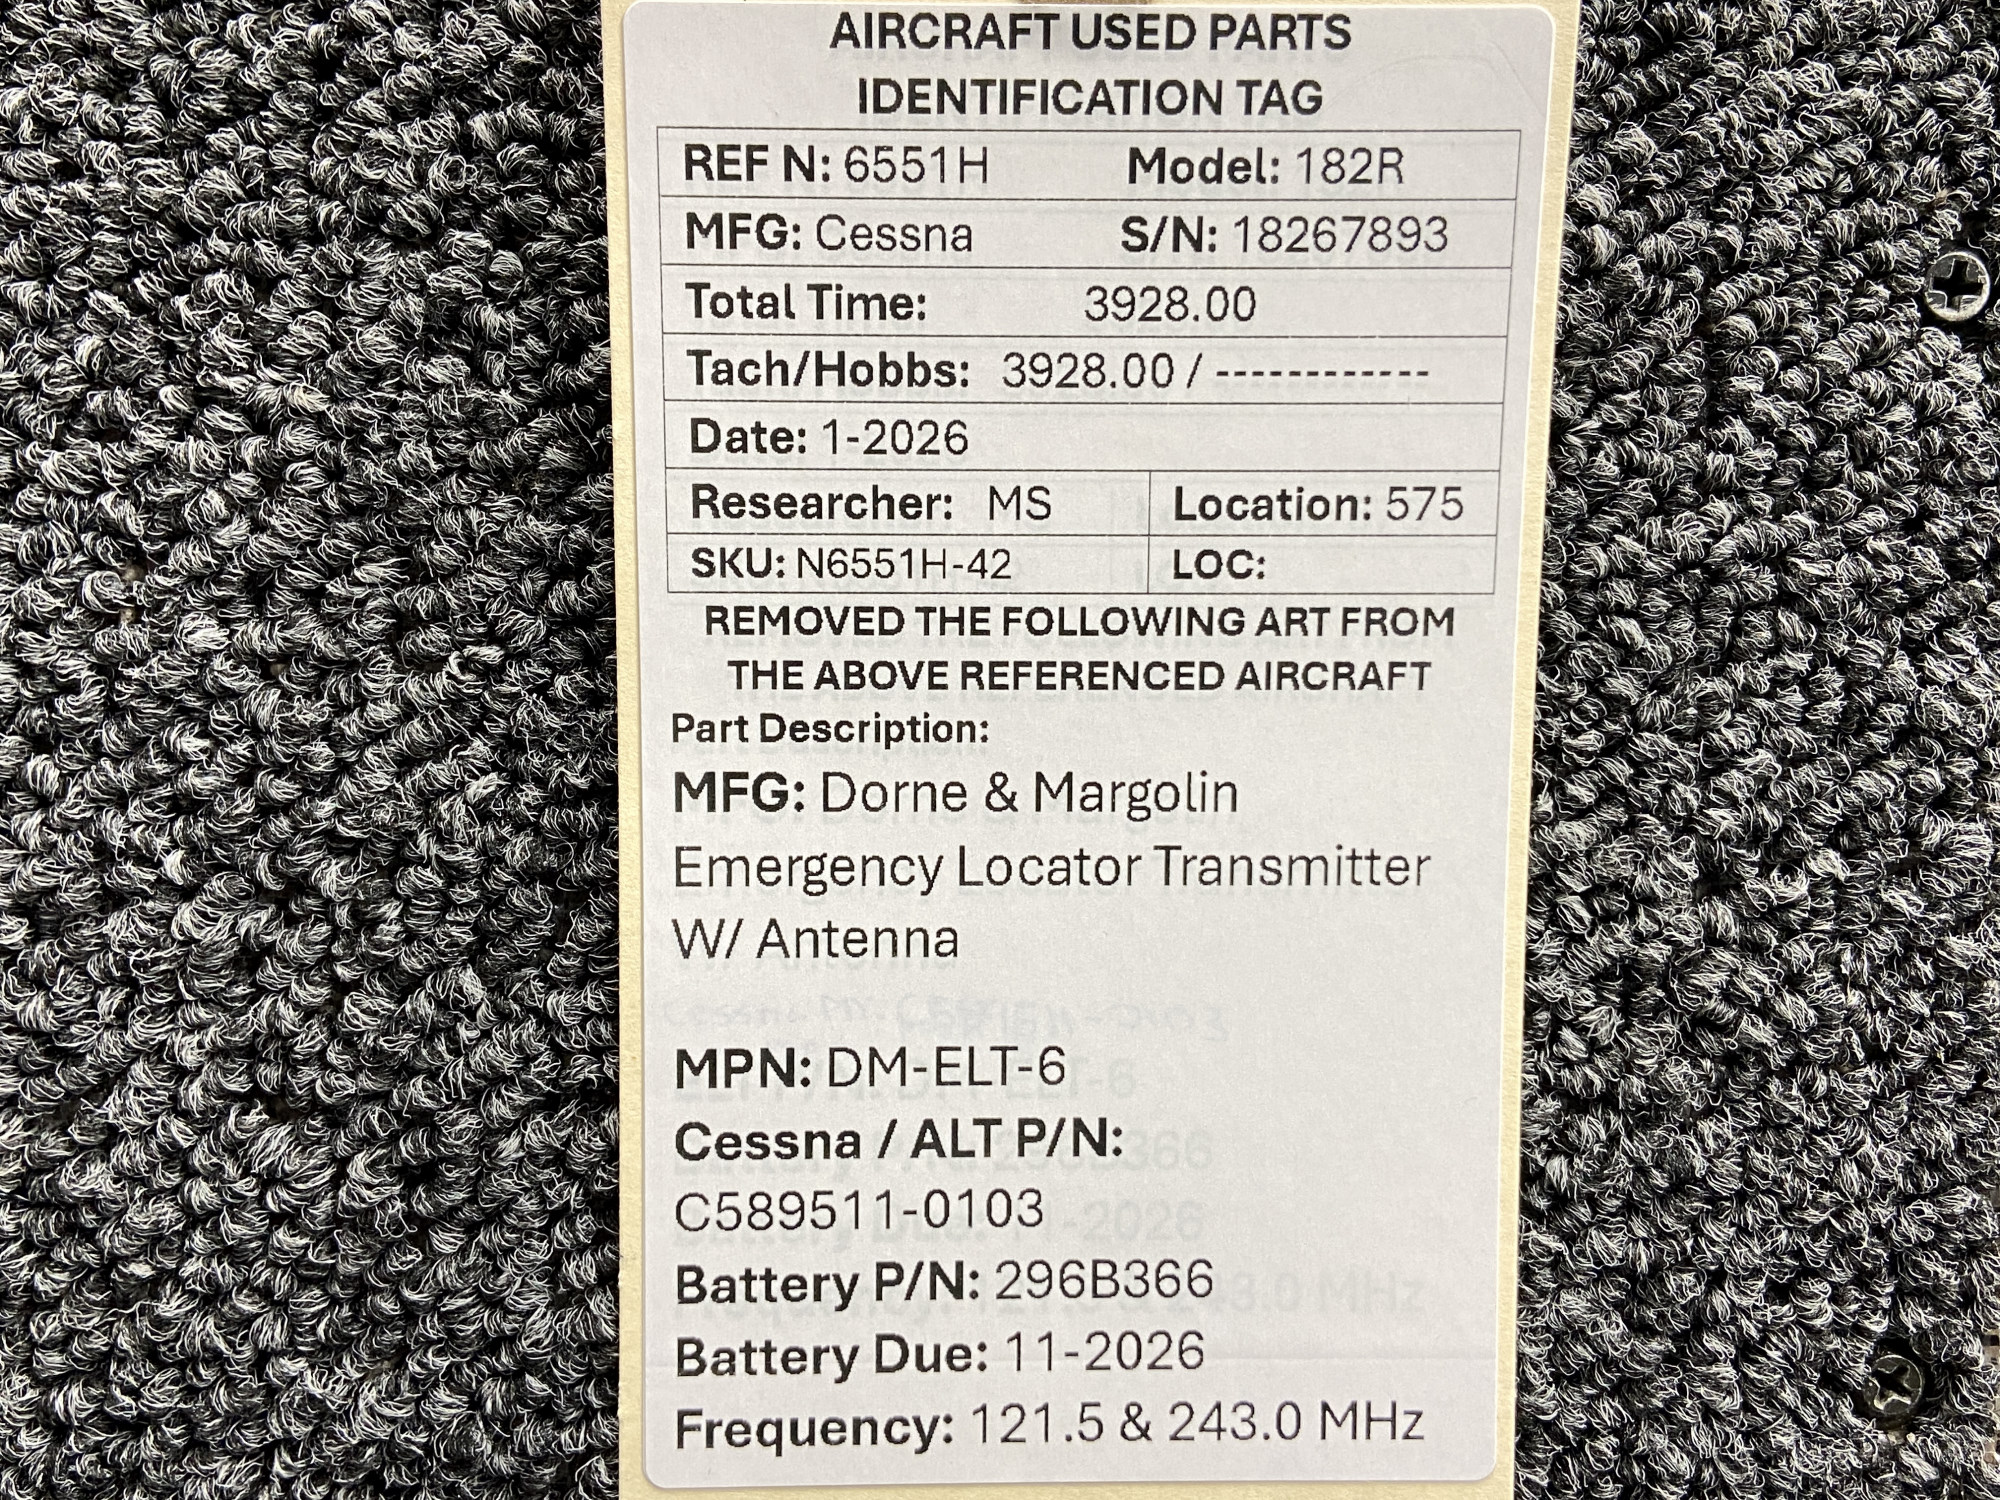 AIRCRAFT USED PARTS
IDENTIFICATION TAG
REF N: 6551H Model: 182R
MFG: Cessna S/N: 18267893
Total Time: 3928.00
Tach/Hobbs: 3928.00 / ------------
Date: 1-2026
Researcher: MS Location: 575
SKU: N6551H-42 LOC:
REMOVED THE FOLLOWING ART FROM
THE ABOVE REFERENCED AIRCRAFT
Part Description:
MFG: Dorne & Margolin
Emergency Locator Transmitter
W/ Antenna
MPN: DM-ELT-6
Cessna / ALT P/N:
C589511-0103
Battery P/N: 296B366
Battery Due: 11-2026
Frequency: 121.5 & 243.0 MHz